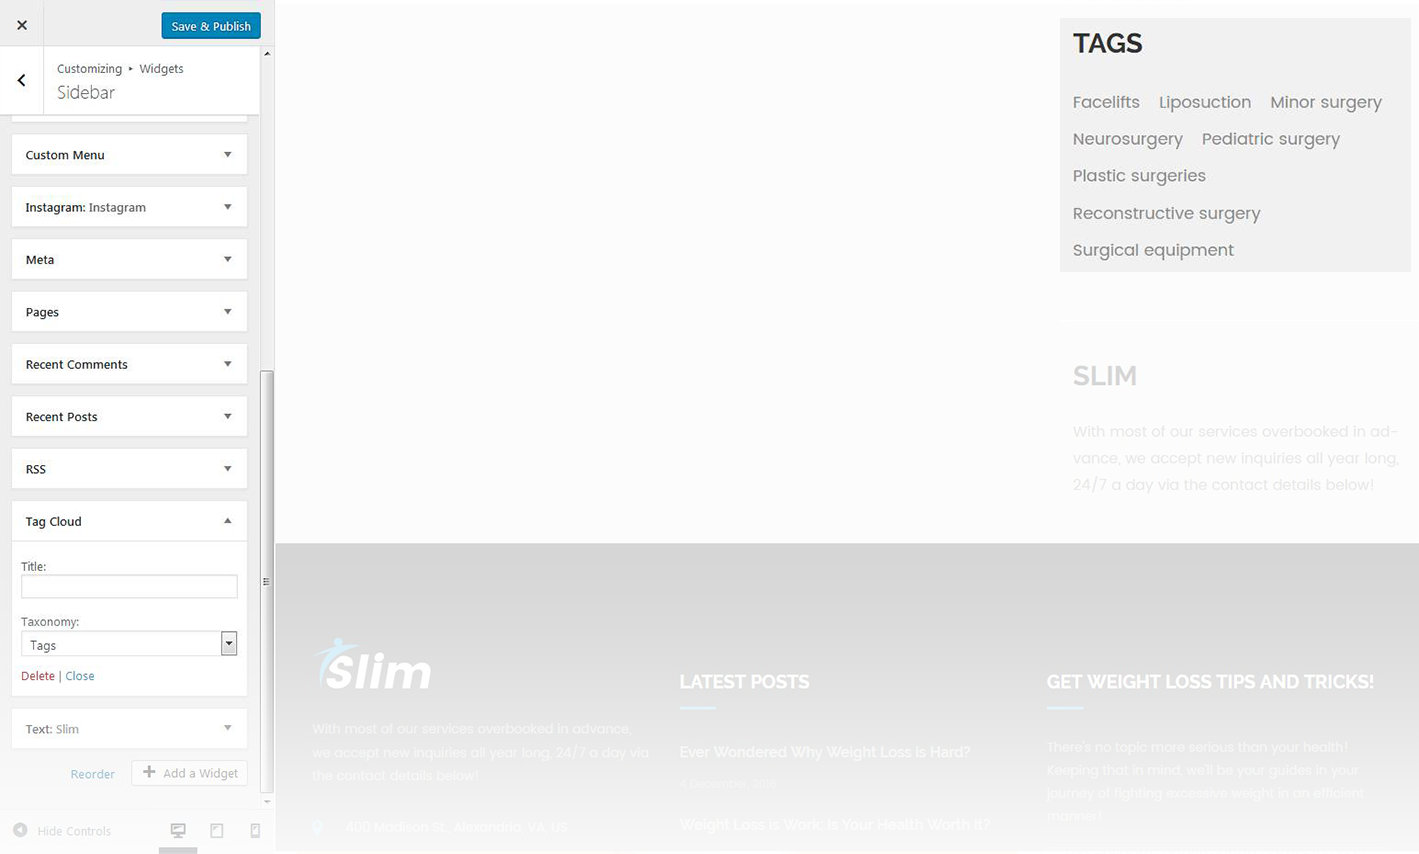 Save & Publish
Customizing ▸ Widgets
Sidebar
Custom Menu
Instagram: Instagram
Meta
Pages
Recent Comments
Recent Posts
RSS
Tag Cloud
Title:
Taxonomy:
Tags
Delete | Close
Text: Slim
Reorder
Add a Widget
Hide Controls
TAGS
Facelifts Liposuction Minor surgery
Neurosurgery Pediatric surgery
Plastic surgeries
Reconstructive surgery
Surgical equipment
SLIM
With most of our services overbooked in ad-
vance, we accept new inquiries all year long,
24/7 a day via the contact details below!
Slim
With most of our services overbooked in advance,
we accept new inquiries all year long, 24/7 a day via
the contact details below!
400 Madison St., Alexandria, VA, US
LATEST POSTS
Ever Wondered Why Weight Loss is Hard?
Weight Loss is Work: Is Your Health Worth It?
GET WEIGHT LOSS TIPS AND TRICKS!
There's no topic more serious than your health!
Keeping that in mind, we'll be your guides in your
journey of fighting excessive weight in an efficient
manner!